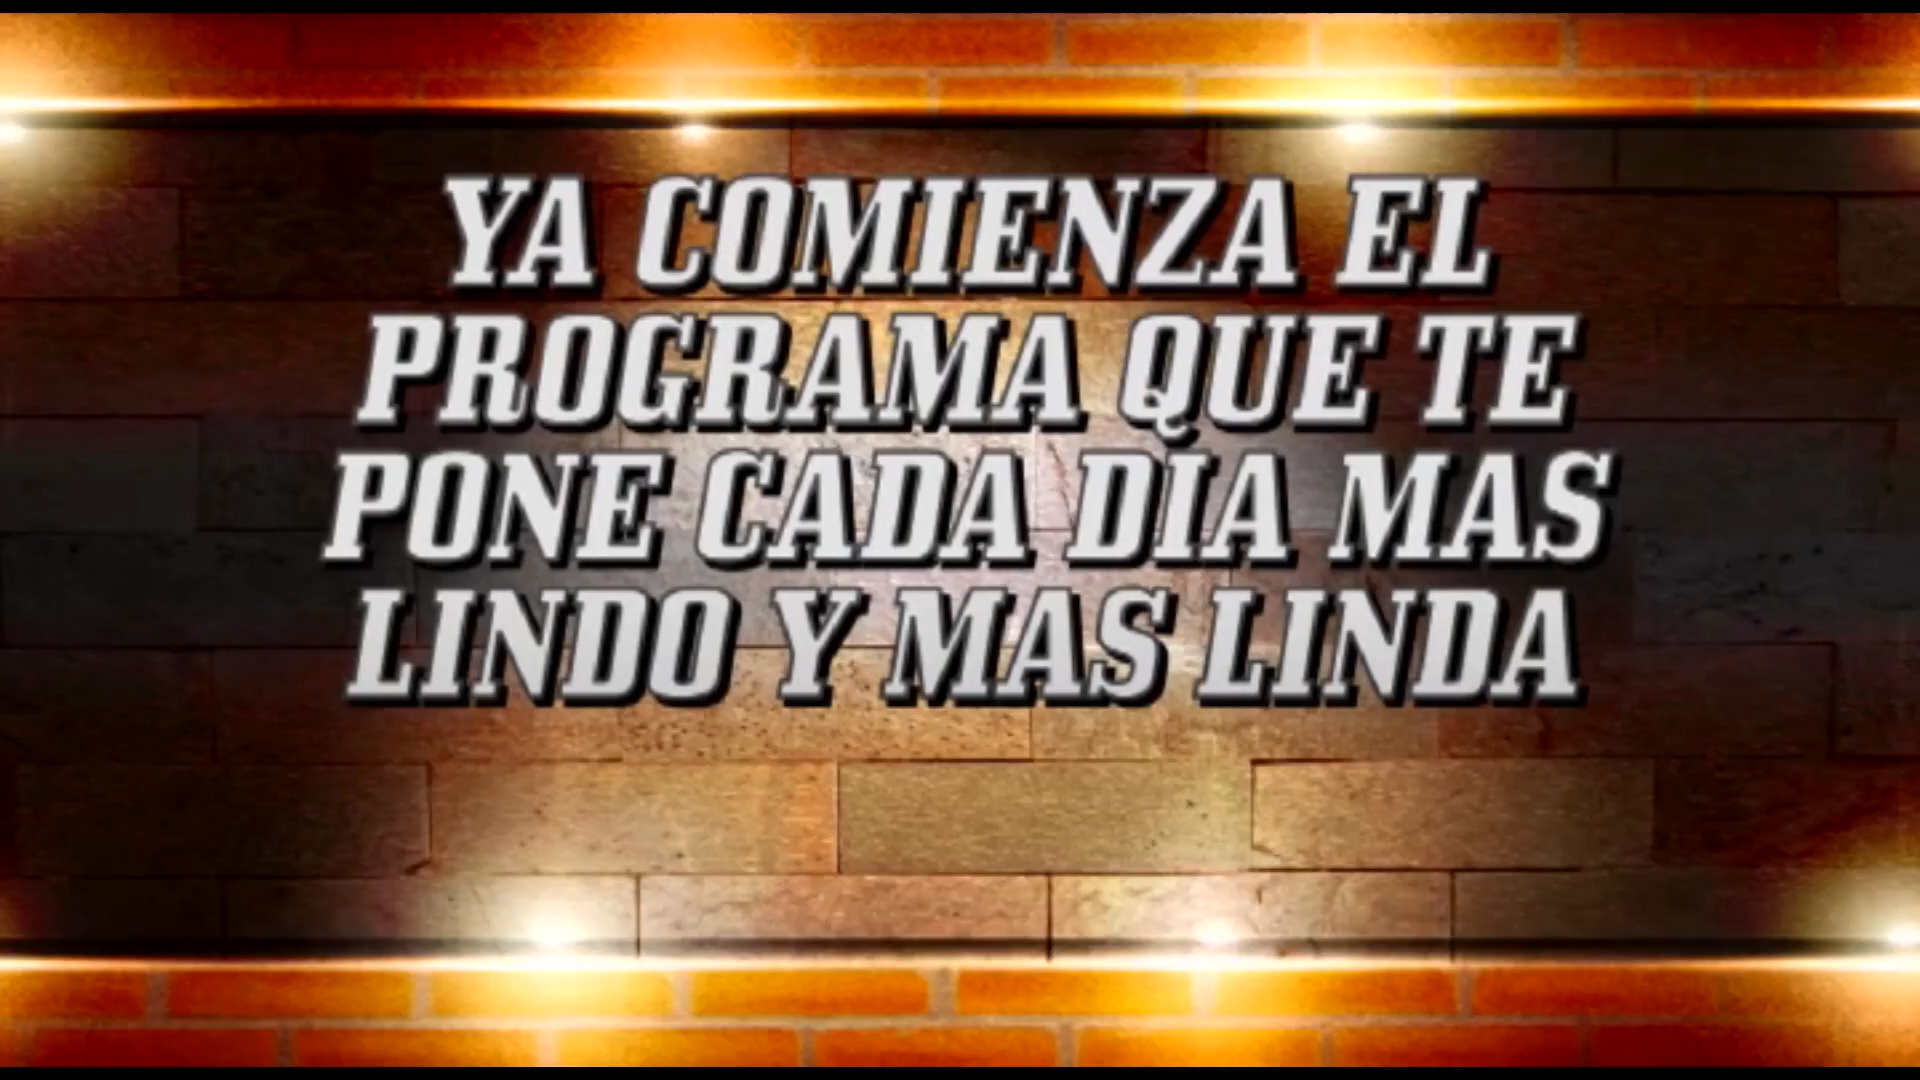 YA COMIENZA EL
PROGRAMA QUE TE
PONE CADA DÍA MAS
LINDO Y MAS LINDA